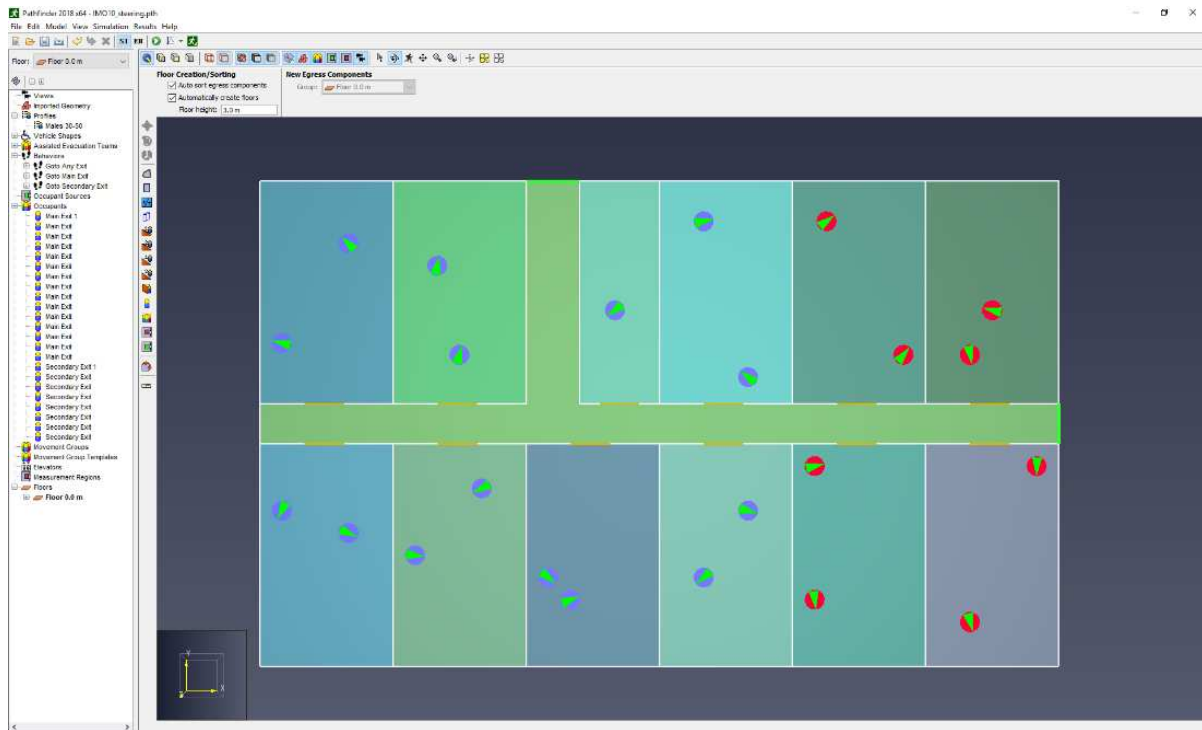 Pathfinder 2018 x64 - IMO10_steering.pth
File Edit Model View Simulation Results Help
Floor: Floor 0.0 m
Floor Creation/Sorting
Auto sort egress components
Automatically create floors
Floor height: 3.0 m
New Egress Components
Group: Floor 0.0 m
Views
Imported Geometry
Profiles
Males 30-50
Vehicle Shapes
Assisted Evacuation Teams
Behaviors
Goto Any Exit
Goto Main Exit
Goto Secondary Exit
Occupant Sources
Occupants
Main Exit 1
Main Exit
Main Exit
Main Exit
Main Exit
Main Exit
Main Exit
Main Exit
Main Exit
Main Exit
Main Exit
Main Exit
Main Exit
Main Exit
Main Exit
Secondary Exit 1
Secondary Exit
Secondary Exit
Secondary Exit
Secondary Exit
Secondary Exit
Secondary Exit
Secondary Exit
Movement Groups
Movement Group Templates
Elevators
Measurement Regions
Floors
Floor 0.0 m
Y
X